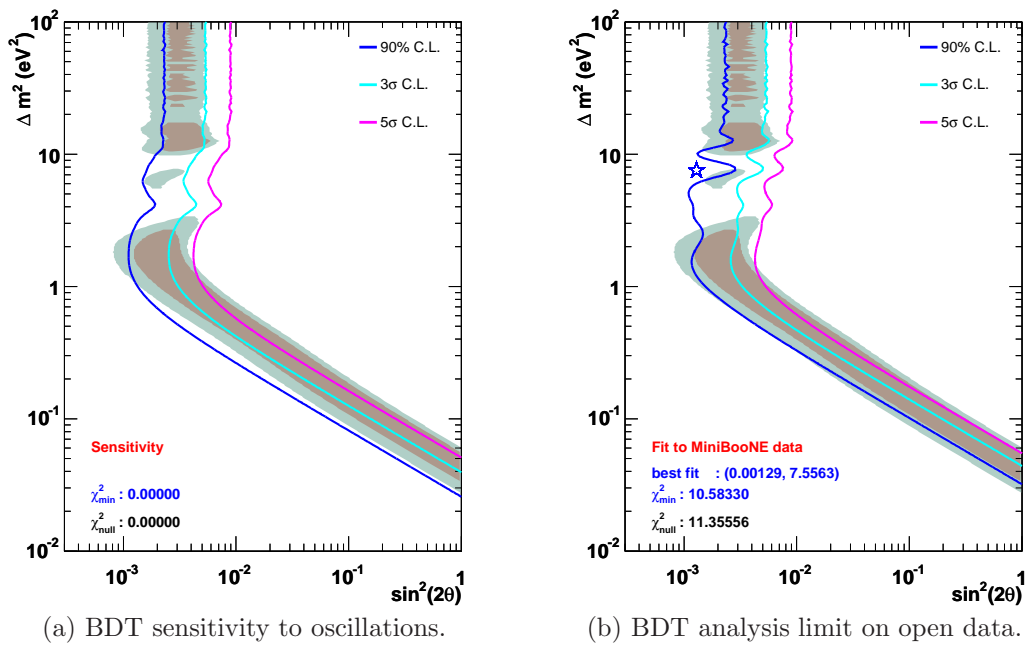 Δ m² (eV²)
10²
10
1
10⁻¹
10⁻²
10⁻³
10⁻²
10⁻¹
1
sin²(2θ)
90% C.L.
3σ C.L.
5σ C.L.
Sensitivity
χ²min : 0.00000
χ²null : 0.00000
(a) BDT sensitivity to oscillations.
Δ m² (eV²)
10²
10
1
10⁻¹
10⁻²
10⁻³
10⁻²
10⁻¹
1
sin²(2θ)
90% C.L.
3σ C.L.
5σ C.L.
Fit to MiniBooNE data
best fit : (0.00129, 7.5563)
χ²min : 10.58330
χ²null : 11.35556
(b) BDT analysis limit on open data.